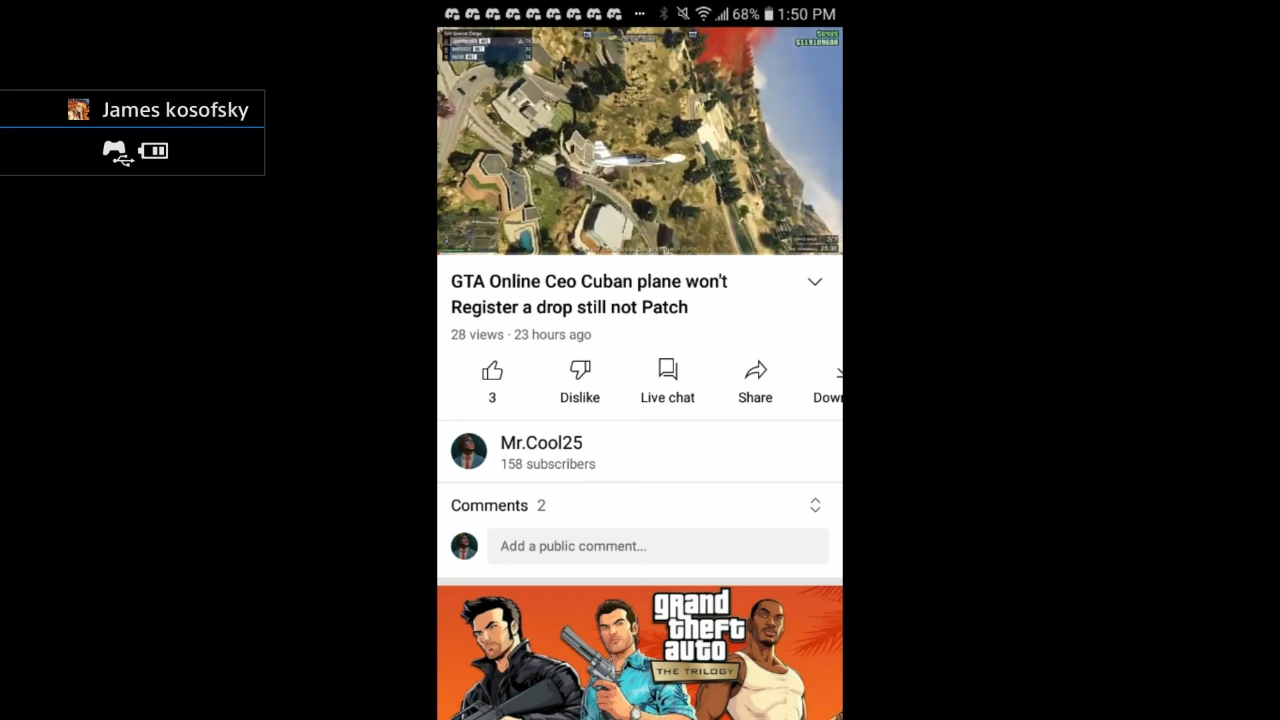 68% 1:50 PM
James kosofsky
GTA Online Ceo Cuban plane won't
Register a drop still not Patch
28 views · 23 hours ago
3 Dislike Live chat Share Down
Mr.Cool25
158 subscribers
Comments 2
Add a public comment...
grand
theft
auto
THE TRILOGY